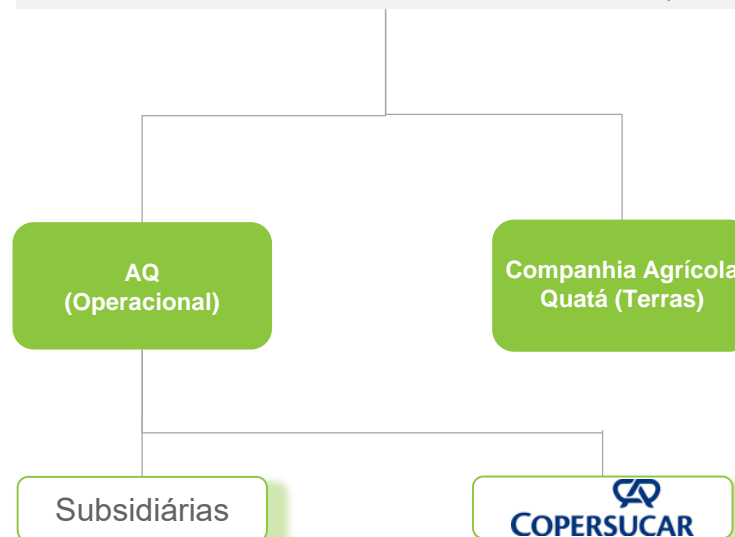 AQ
(Operacional)
Companhia Agrícola
Quatá (Terras)
Subsidiárias
COPERSUCAR